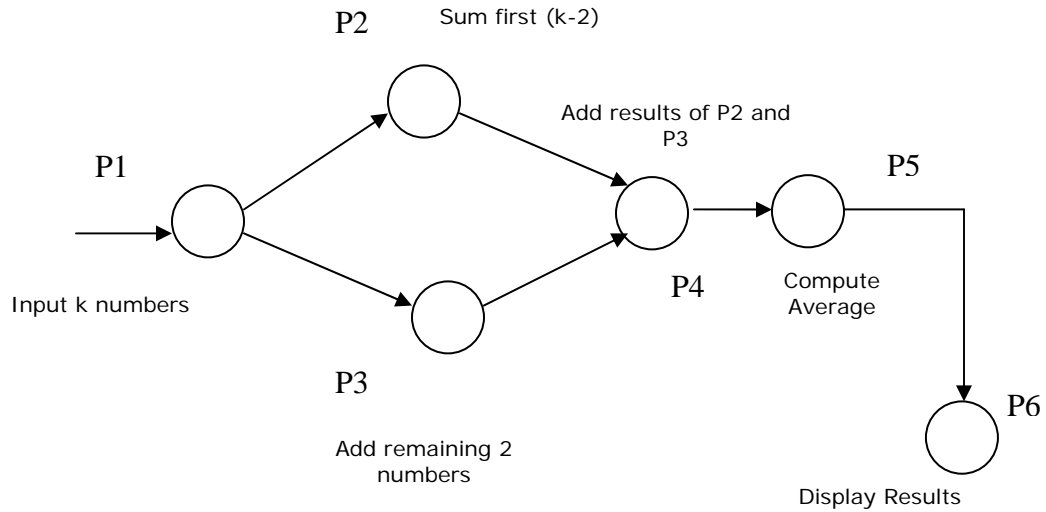 P2
Sum first (k-2)
Add results of P2 and
P3
P1
P5
Input k numbers
P4
Compute
Average
P3
P6
Add remaining 2
numbers
Display Results